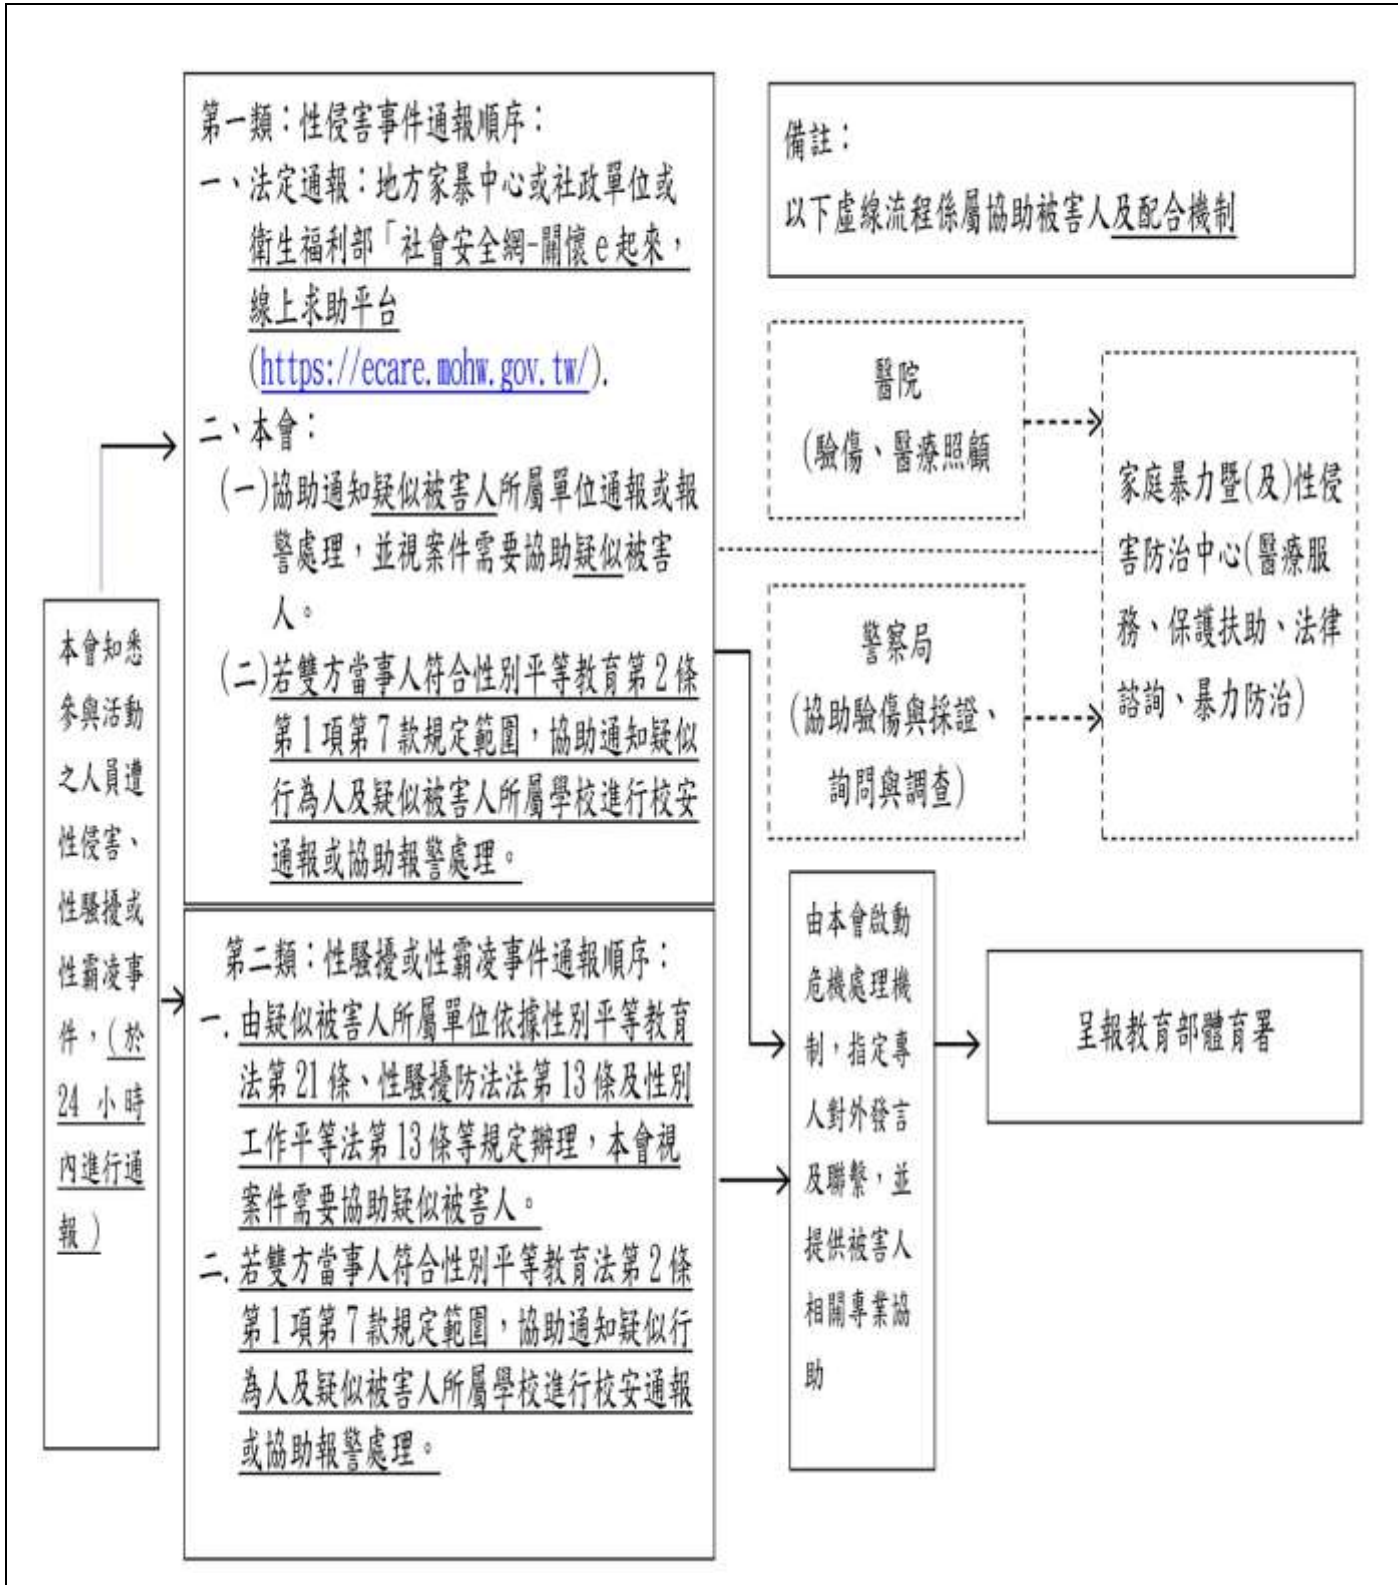 本會知悉
參與活動
之人員遭
性侵害、
性騷擾或
性霸凌事
件，(於
24 小時
內進行通
報)
第一類：性侵害事件通報順序：
一、法定通報：地方家暴中心或社政單位或
衛生福利部「社會安全網-關懷 e 起來，
線上求助平台
(https://ecare.mohw.gov.tw/).
二、本會：
(一)協助通知疑似被害人所屬單位通報或報
警處理，並視案件需要協助疑似被害
人。
(二)若雙方當事人符合性別平等教育第 2 條
第 1 項第 7 款規定範圍，協助通知疑似
行為人及疑似被害人所屬學校進行校安
通報或協助報警處理。
第二類：性騷擾或性霸凌事件通報順序：
一. 由疑似被害人所屬單位依據性別平等教育
法第 21 條、性騷擾防法法第 13 條及性別
工作平等法第 13 條等規定辦理，本會視
案件需要協助疑似被害人。
二. 若雙方當事人符合性別平等教育法第 2 條
第 1 項第 7 款規定範圍，協助通知疑似行
為人及疑似被害人所屬學校進行校安通報
或協助報警處理。
備註：
以下虛線流程係屬協助被害人及配合機制
醫院
(驗傷、醫療照顧
警察局
(協助驗傷與採證、
詢問與調查)
家庭暴力暨(及)性侵
害防治中心(醫療服
務、保護扶助、法律
諮詢、暴力防治)
由本會啟動
危機處理機
制，指定專
人對外發言
及聯繫，並
提供被害人
相關專業協
助
呈報教育部體育署